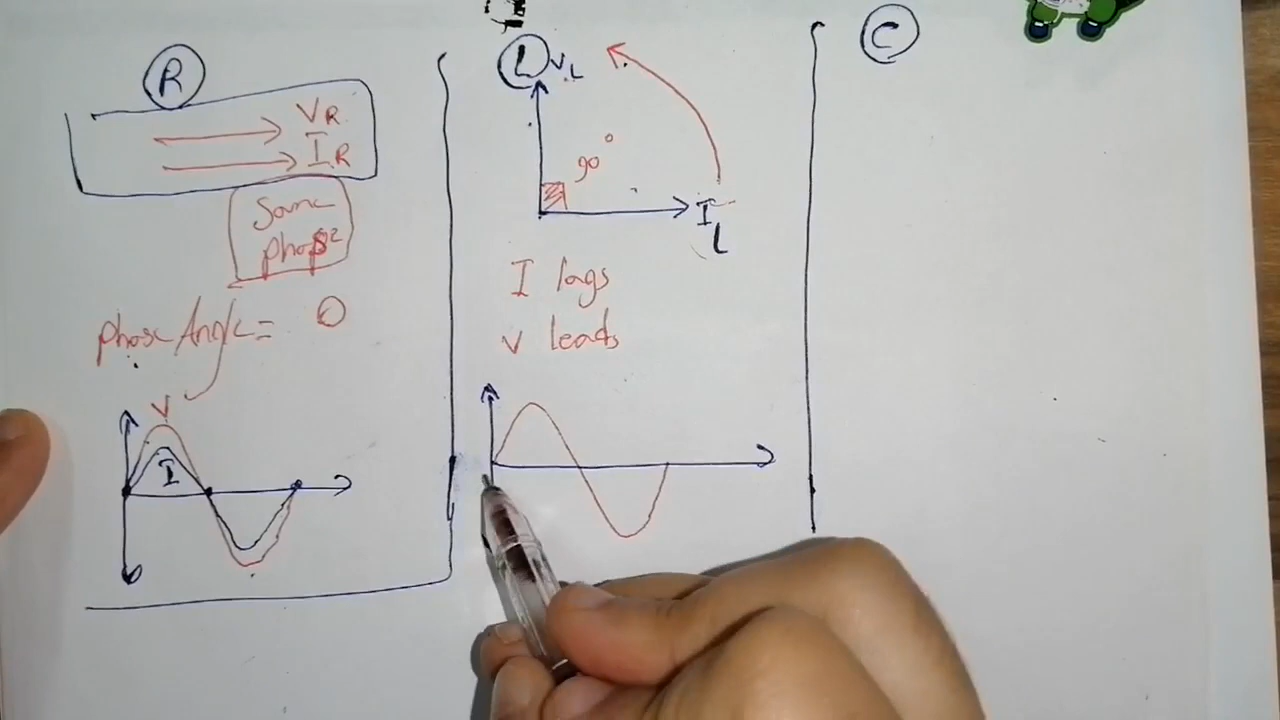 R
VR
IR
Same
phase
phase Angle = 0
V
I
L
VL
90°
IL
I lags
V leads
C